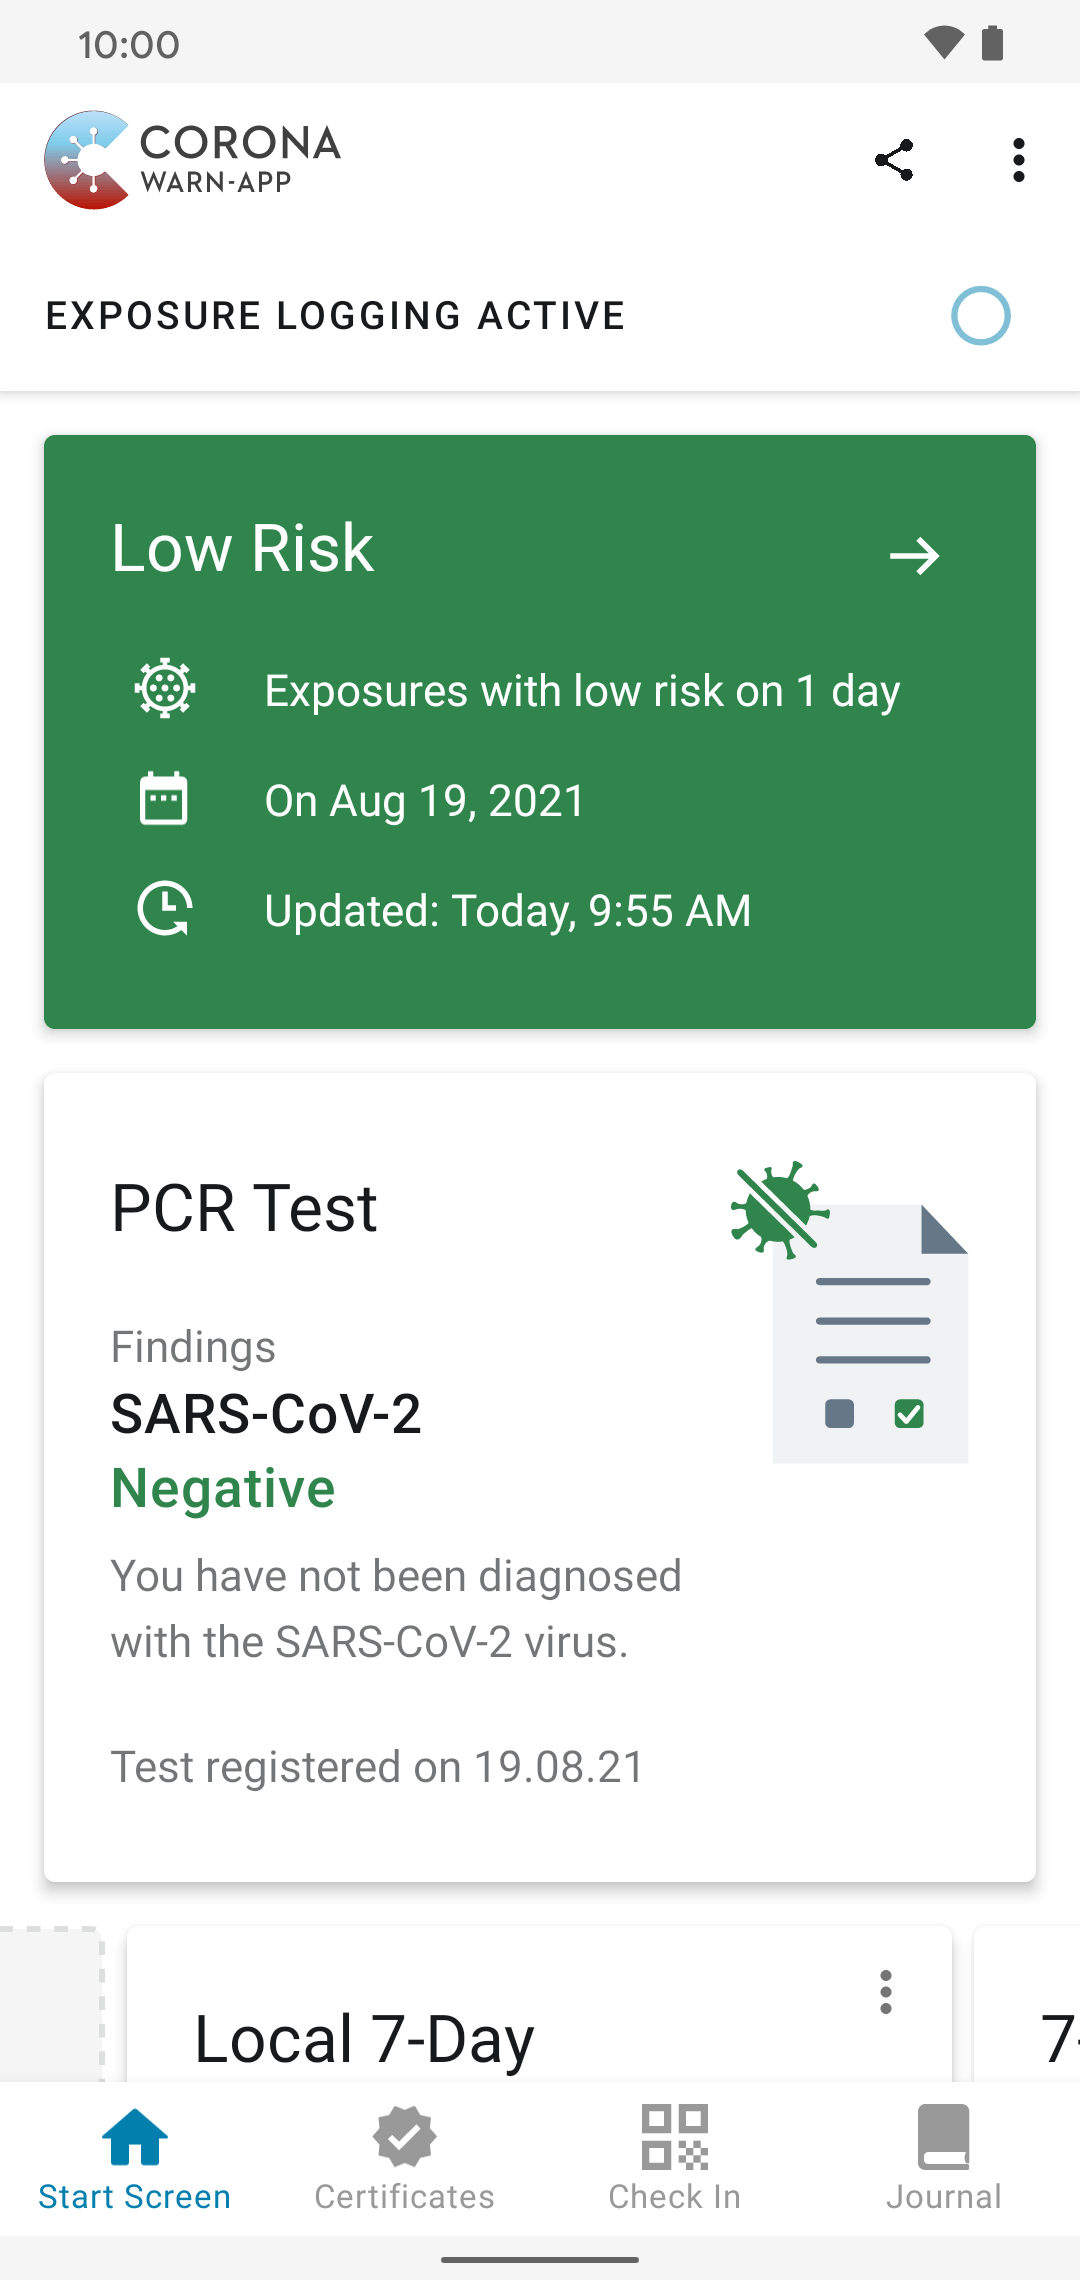 10:00
CORONA
WARN-APP
EXPOSURE LOGGING ACTIVE
Low Risk
Exposures with low risk on 1 day
On Aug 19, 2021
Updated: Today, 9:55 AM
PCR Test
Findings
SARS-CoV-2
Negative
You have not been diagnosed
with the SARS-CoV-2 virus.
Test registered on 19.08.21
Local 7-Day
7-
Start Screen
Certificates
Check In
Journal